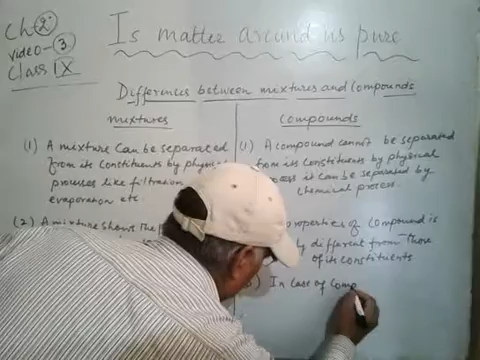 Ch 2
video-3
Class IX
Is matter around us pure
Differences between mixtures and Compounds
mixtures
(1) A mixture Can be separated
from its constituents by physical
processes like filtration
evaporation etc
(2) A mixture shows the
Compounds
(1) A compound cannot be separated
from its constituents by physical
process it can be separated by
chemical process.
properties of Compound is
different from those
of its constituents
) In case of Comp